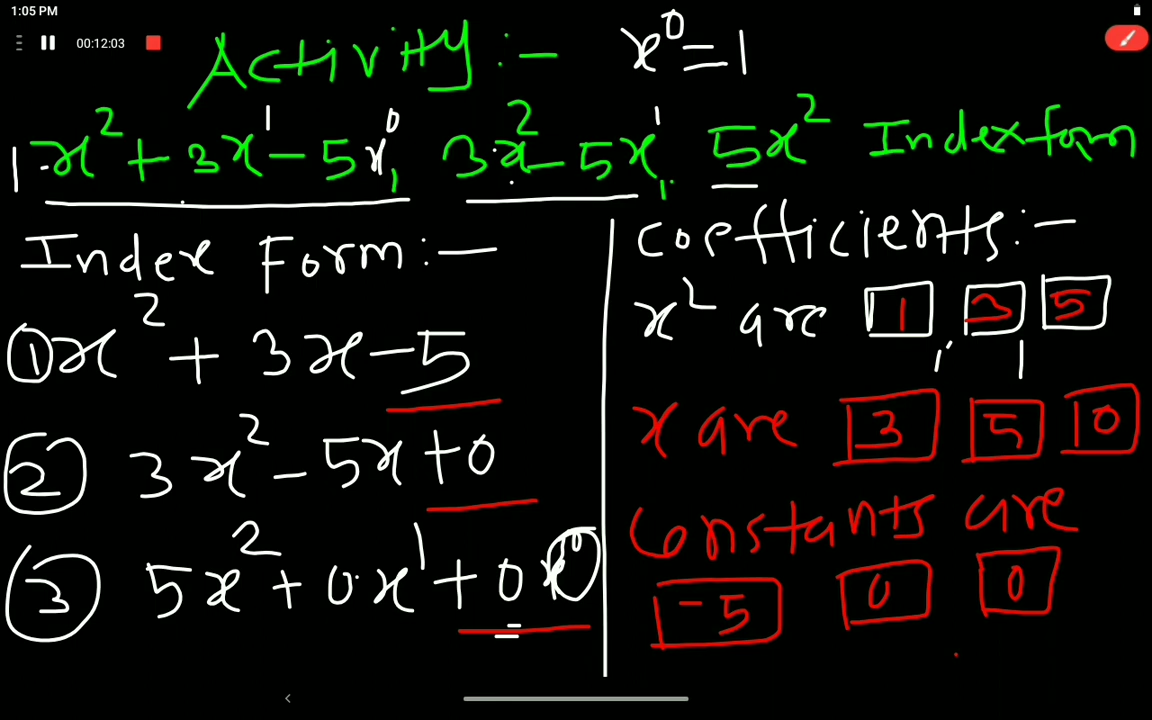 1:05 PM
00:12:03
Activity :- x⁰ = 1
1 x² + 3x¹ - 5x⁰, 3x² - 5x¹, 5x² Index form
Index Form :-
① x² + 3x - 5
② 3x² - 5x + 0
③ 5x² + 0x¹ + 0x⁰
coefficients :-
x² are 1, 3, 5
x are 3 5 0
constants are
-5 0 0